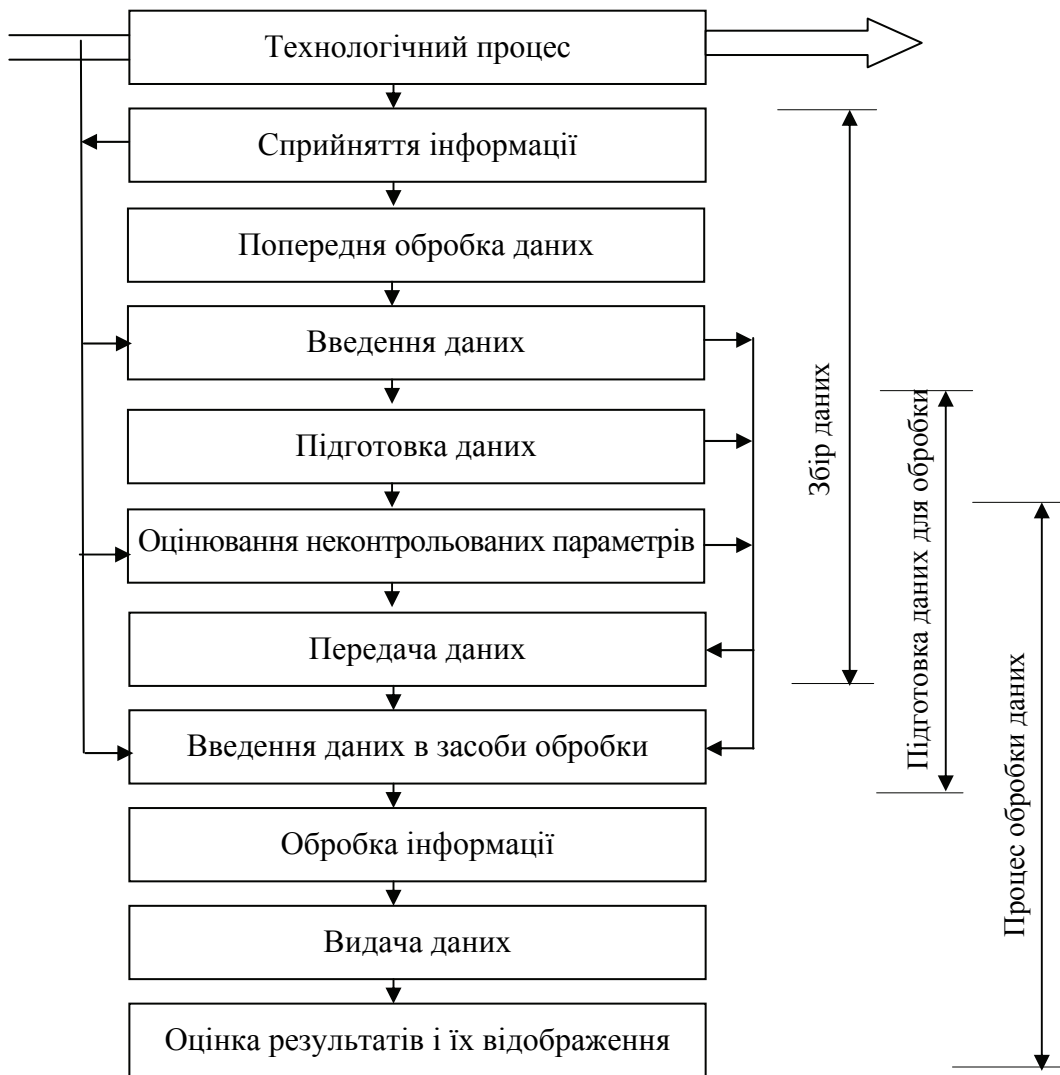 Технологічний процес
Сприйняття інформації
Попередня обробка даних
Введення даних
Підготовка даних
Оцінювання неконтрольованих параметрів
Передача даних
Введення даних в засоби обробки
Обробка інформації
Видача даних
Оцінка результатів і їх відображення
Збір даних
Підготовка даних для обробки
Процес обробки даних